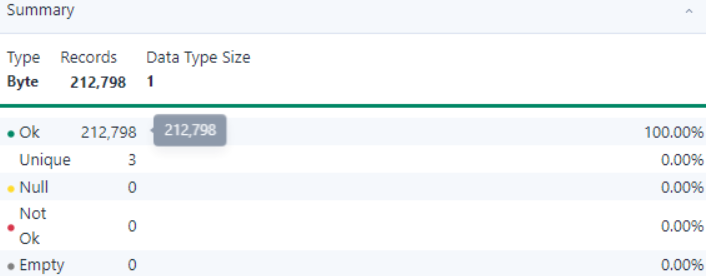 Summary
Type Records Data Type Size
Byte 212,798 1
Ok 212,798 212,798 100.00%
Unique 3 0.00%
Null 0 0.00%
Not
Ok 0 0.00%
Empty 0 0.00%